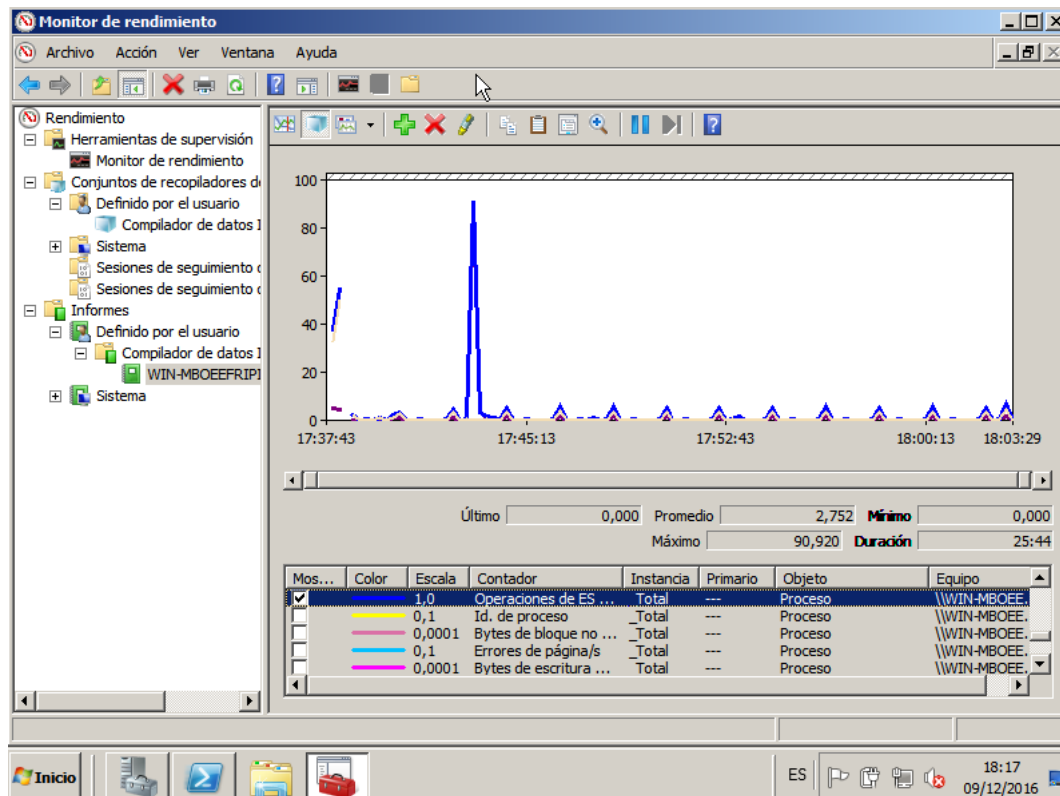 Monitor de rendimiento
Archivo Acción Ver Ventana Ayuda
Rendimiento
Herramientas de supervisión
Monitor de rendimiento
Conjuntos de recopiladores d
Definido por el usuario
Compilador de datos I
Sistema
Sesiones de seguimiento
Sesiones de seguimiento
Informes
Definido por el usuario
Compilador de datos I
WIN-MBOEEFRIPI
Sistema
100
80
60
40
20
0
17:37:43 17:45:13 17:52:43 18:00:13 18:03:29
Último 0,000 Promedio 2,752 Mínimo 0,000
Máximo 90,920 Duración 25:44
Mos... Color Escala Contador Instancia Primario Objeto Equipo
1,0 Operaciones de ES ... _Total --- Proceso \\WIN-MBOEE.
0,1 Id. de proceso _Total --- Proceso \\WIN-MBOEE.
0,0001 Bytes de bloque no ... _Total --- Proceso \\WIN-MBOEE.
0,1 Errores de página/s _Total --- Proceso \\WIN-MBOEE.
0,0001 Bytes de escritura ... _Total --- Proceso \\WIN-MBOEE.
Inicio ES 18:17
09/12/2016